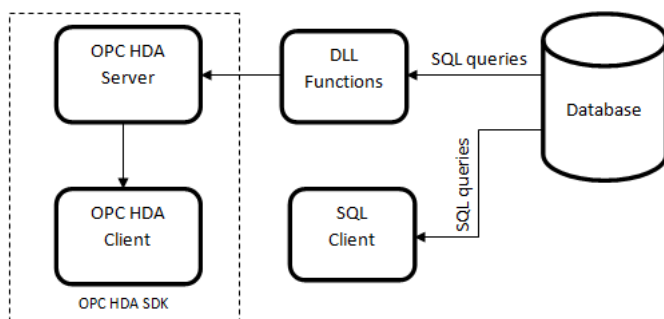 OPC HDA
Server
DLL
Functions
SQL queries
Database
SQL queries
OPC HDA
Client
SQL
Client
OPC HDA SDK